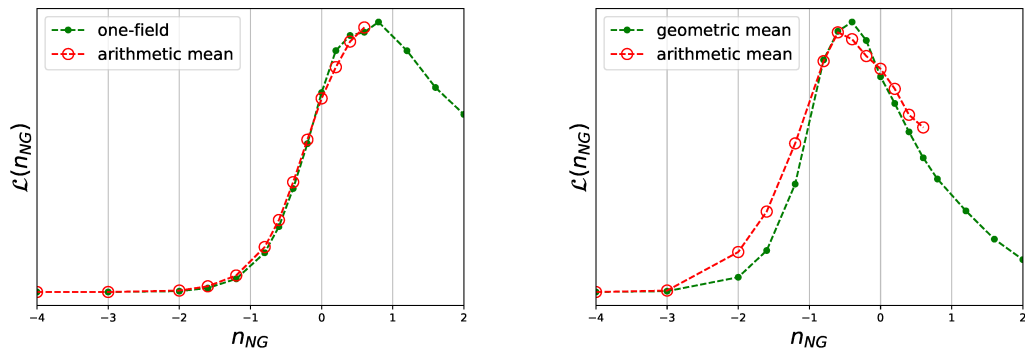 one-field
arithmetic mean
ℒ(n_NG)
−4 −3 −2 −1 0 1 2
n_NG
geometric mean
arithmetic mean
ℒ(n_NG)
−4 −3 −2 −1 0 1 2
n_NG